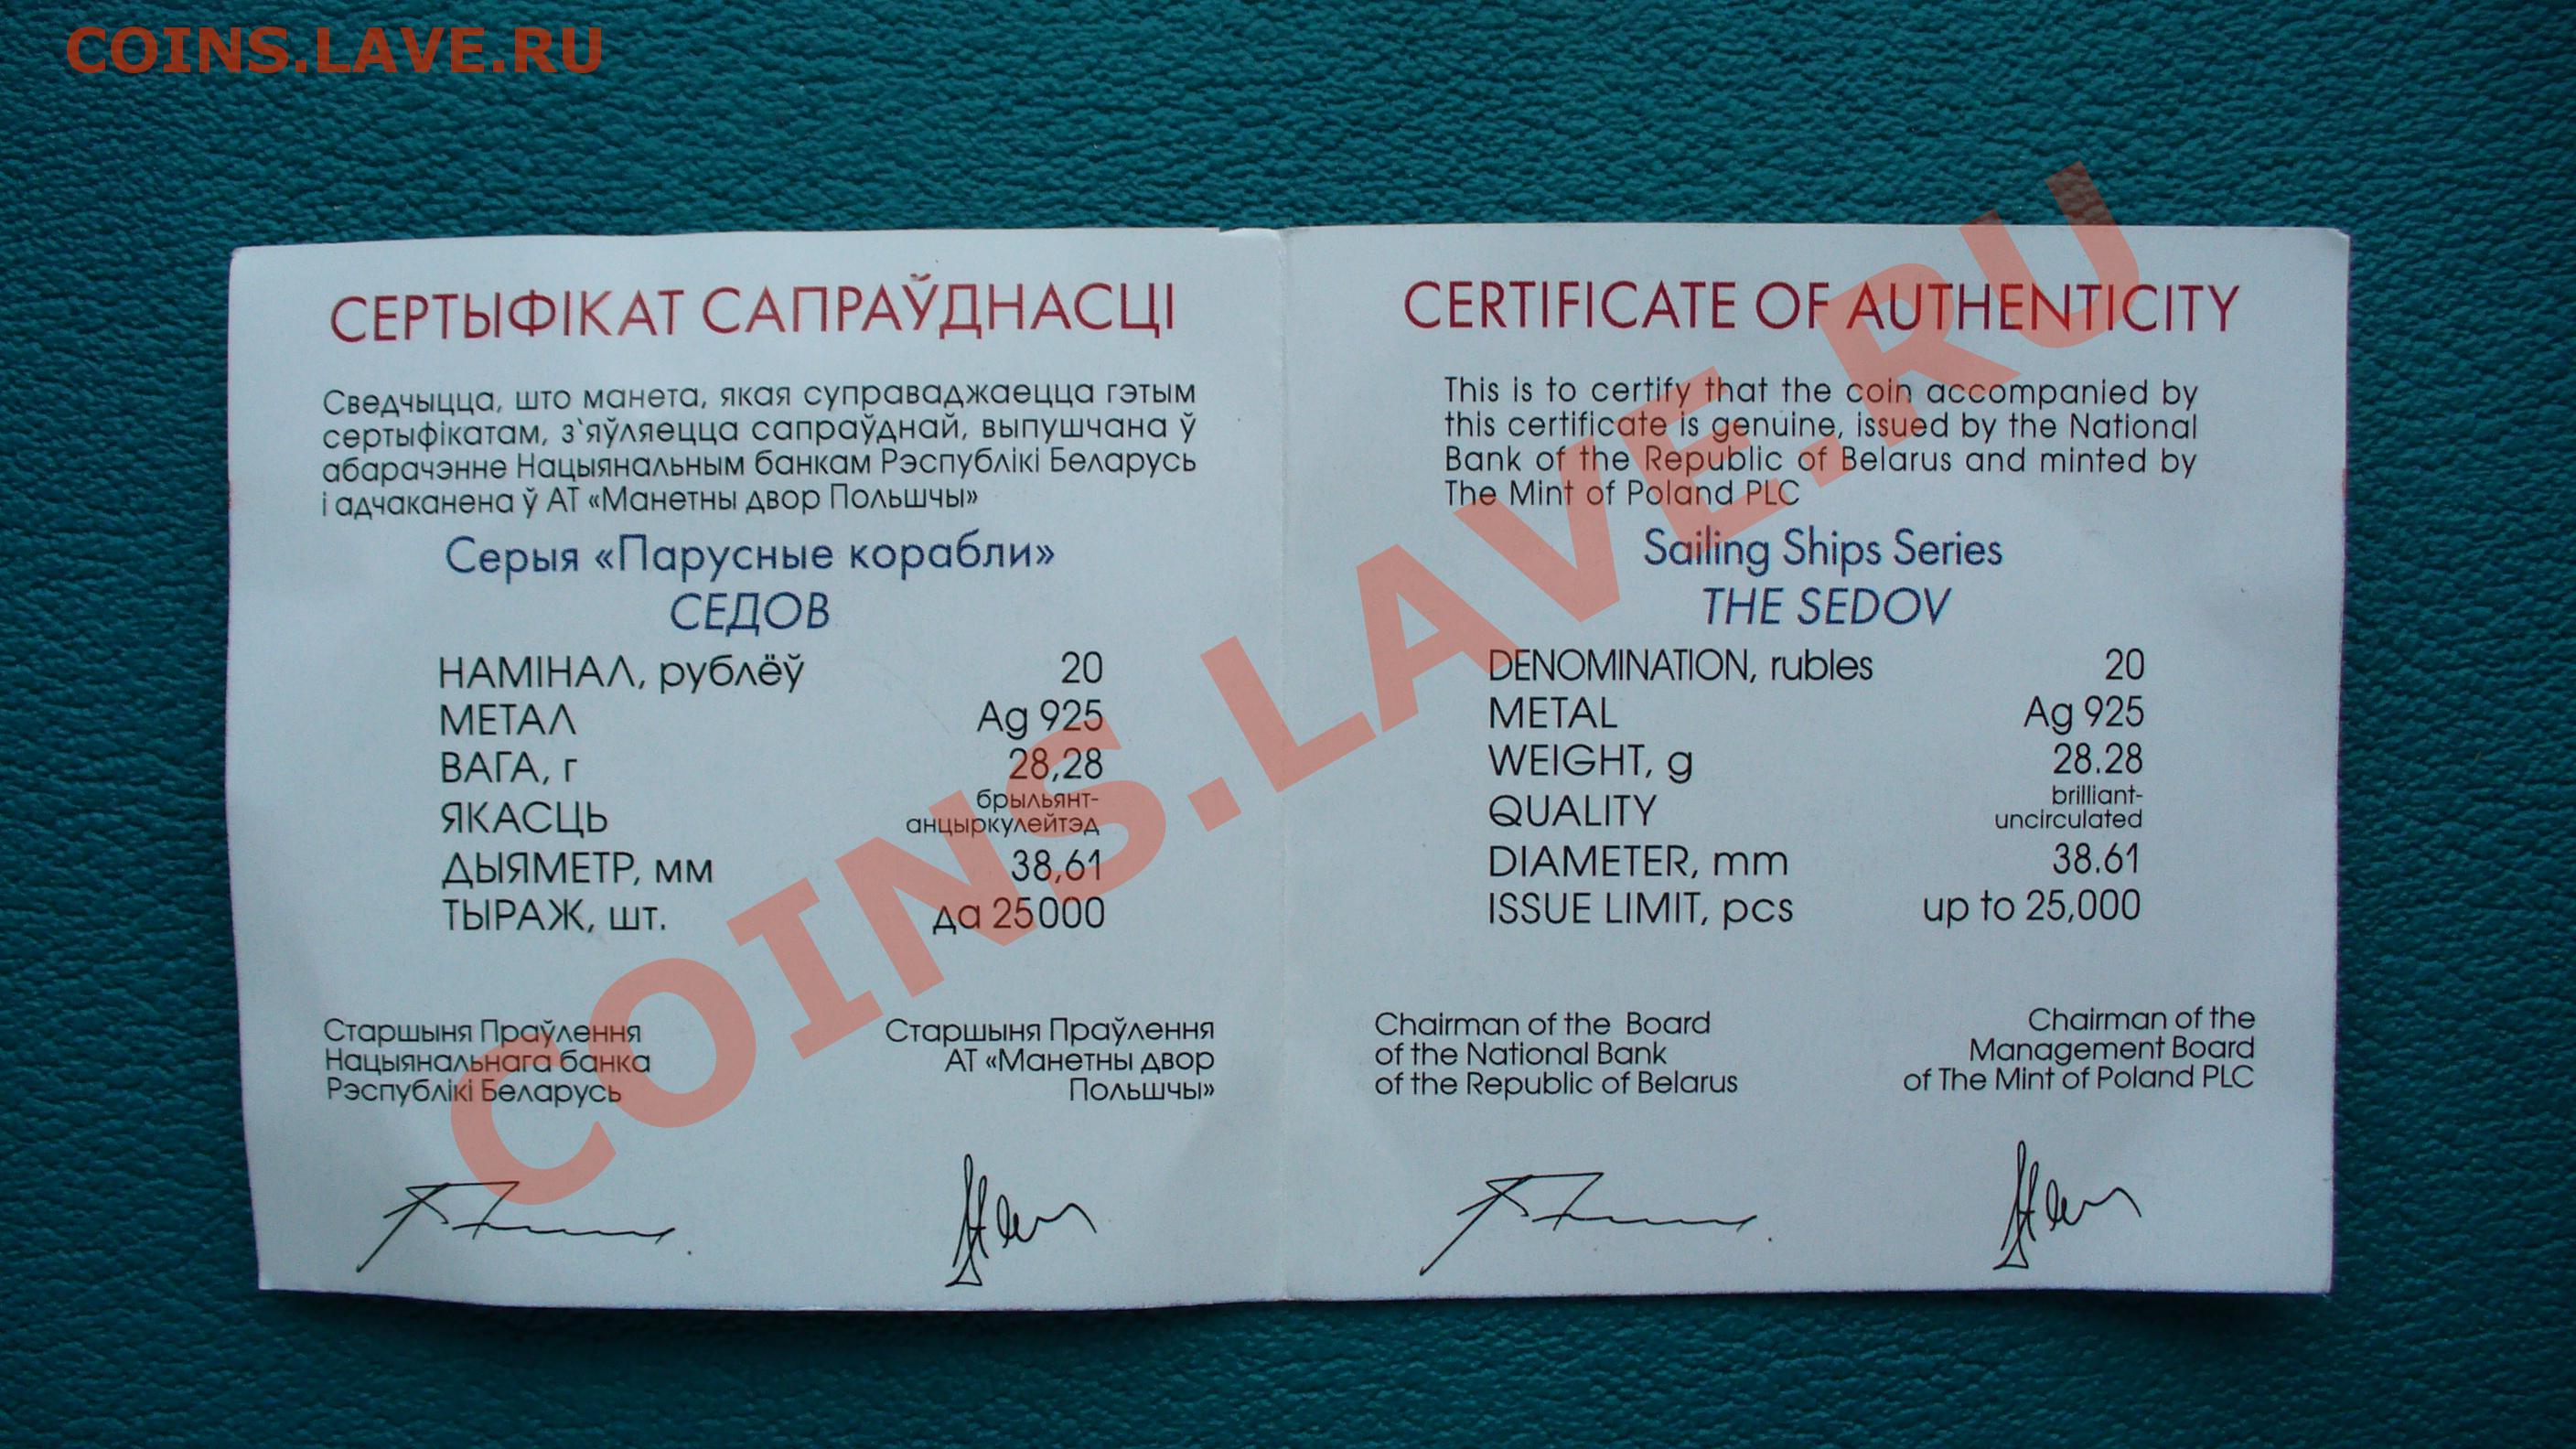 COINS.LAVE.RU
СЕРТЫФІКАТ САПРАЎДНАСЦІ
Сведчыцца, што манета, якая суправаджаецца гэтым
сертыфікатам, з`яўляецца сапраўднай, выпушчана ў
абарачэнне Нацыянальным банкам Рэспублікі Беларусь
і адчаканена ў АТ «Манетны двор Польшчы»
Серыя «Парусные корабли»
СЕДОВ
НАМІНАЛ, рублёў 20
МЕТАЛ Ag 925
ВАГА, г 28,28
ЯКАСЦЬ брыльянт-
анцыркулейтэд
ДЫЯМЕТР, мм 38,61
ТЫРАЖ, шт. да 25000
Старшыня Праўлення
Нацыянальнага банка
Рэспублікі Беларусь
Старшыня Праўлення
АТ «Манетны двор
Польшчы»
CERTIFICATE OF AUTHENTICITY
This is to certify that the coin accompanied by
this certificate is genuine, issued by the National
Bank of the Republic of Belarus and minted by
The Mint of Poland PLC
Sailing Ships Series
THE SEDOV
DENOMINATION, rubles 20
METAL Ag 925
WEIGHT, g 28.28
QUALITY brilliant-
uncirculated
DIAMETER, mm 38.61
ISSUE LIMIT, pcs up to 25,000
Chairman of the Board
of the National Bank
of the Republic of Belarus
Chairman of the
Management Board
of The Mint of Poland PLC
COINS.LAVE.RU